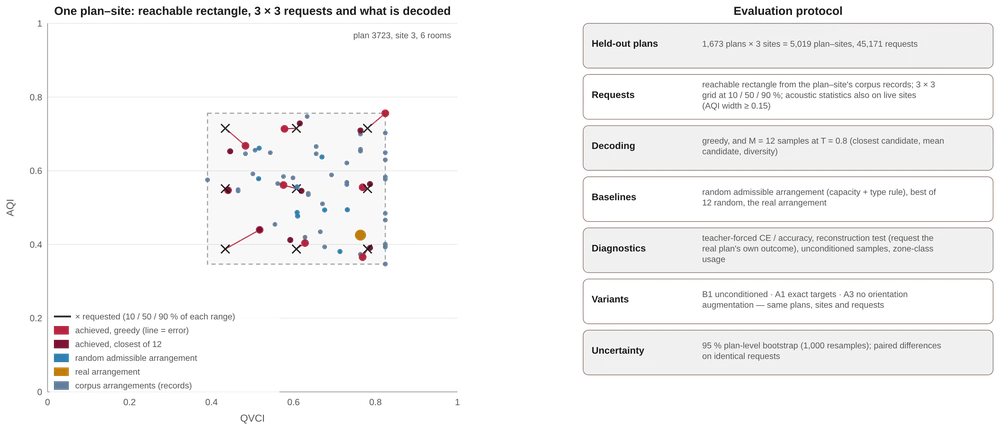 One plan–site: reachable rectangle, 3 × 3 requests and what is decoded
plan 3723, site 3, 6 rooms
1
0.8
0.6
0.4
0.2
0
AQI
× requested (10 / 50 / 90 % of each range)
achieved, greedy (line = error)
achieved, closest of 12
random admissible arrangement
real arrangement
corpus arrangements (records)
0
0.2
0.4
0.6
0.8
1
QVCI
Evaluation protocol
Held-out plans
1,673 plans × 3 sites = 5,019 plan–sites, 45,171 requests
Requests
reachable rectangle from the plan–site's corpus records; 3 × 3
grid at 10 / 50 / 90 %; acoustic statistics also on live sites
(AQI width ≥ 0.15)
Decoding
greedy, and M = 12 samples at T = 0.8 (closest candidate, mean
candidate, diversity)
Baselines
random admissible arrangement (capacity + type rule), best of
12 random, the real arrangement
Diagnostics
teacher-forced CE / accuracy, reconstruction test (request the
real plan's own outcome), unconditioned samples, zone-class
usage
Variants
B1 unconditioned · A1 exact targets · A3 no orientation
augmentation — same plans, sites and requests
Uncertainty
95 % plan-level bootstrap (1,000 resamples); paired differences
on identical requests